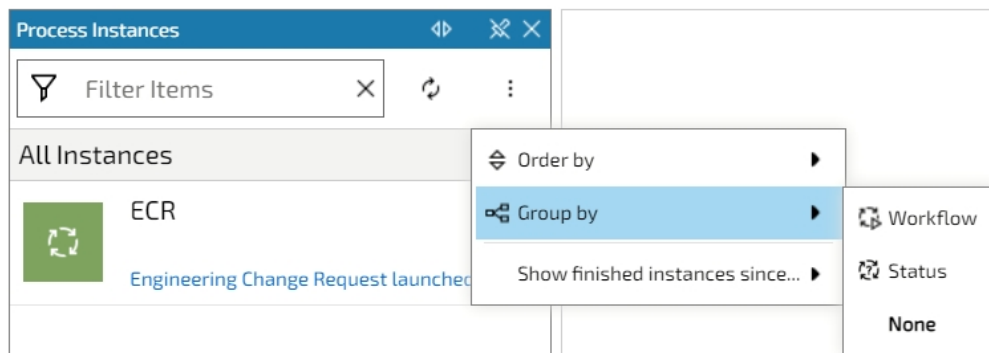 Process Instances
Filter Items
All Instances
Order by
ECR
Group by
Workflow
Engineering Change Request launched
Show finished instances since...
Status
None